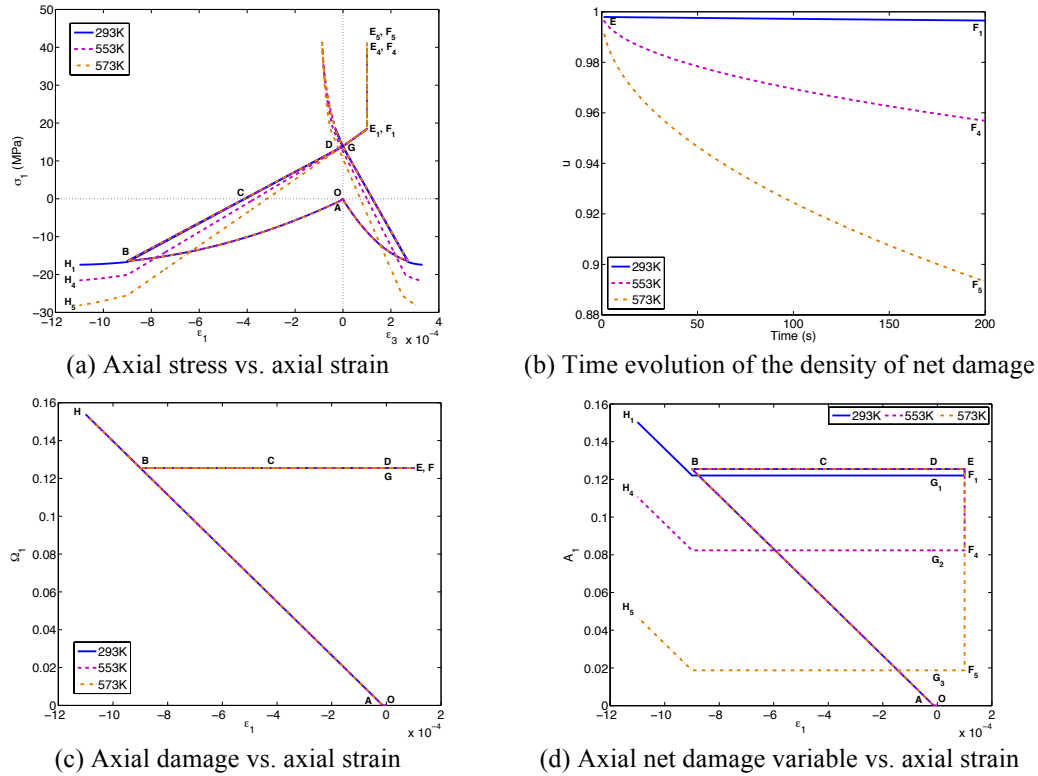 50
40
30
20
10
0
−10
−20
−30
σ1 (MPa)
293K
553K
573K
E5, F5
E4, F4
E1, F1
D
G
C
O
A
B
H1
H4
H5
−12
−10
−8
−6
−4
−2
0
2
4
ε1
ε3
x 10−4
(a) Axial stress vs. axial strain
1
0.98
0.96
0.94
0.92
0.9
0.88
u
E
F1
F4
F5
293K
553K
573K
0
50
100
150
200
Time (s)
(b) Time evolution of the density of net damage
0.16
0.14
0.12
0.1
0.08
0.06
0.04
0.02
0
Ω1
H
B
C
D
G
E, F
A
O
293K
553K
573K
−12
−10
−8
−6
−4
−2
0
2
ε1
x 10−4
(c) Axial damage vs. axial strain
0.16
0.14
0.12
0.1
0.08
0.06
0.04
0.02
0
A1
293K
553K
573K
H1
B
C
D
E
F1
G1
H4
F4
G2
H5
F5
G3
A
O
−12
−10
−8
−6
−4
−2
0
2
ε1
x 10−4
(d) Axial net damage variable vs. axial strain